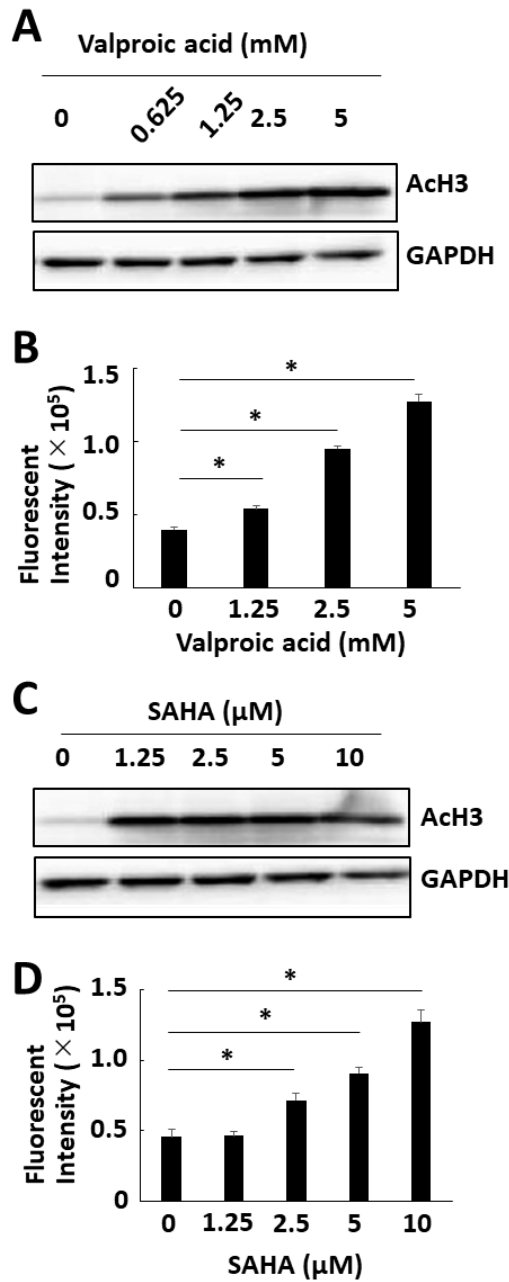 A
Valproic acid (mM)
0 0.625 1.25 2.5 5
AcH3
GAPDH
B
Fluorescent
Intensity (×10⁵)
1.5
1.0
0.5
0
*
*
*
0 1.25 2.5 5
Valproic acid (mM)
C
SAHA (μM)
0 1.25 2.5 5 10
AcH3
GAPDH
D
Fluorescent
Intensity (×10⁵)
1.5
1.0
0.5
0
*
*
*
0 1.25 2.5 5 10
SAHA (μM)